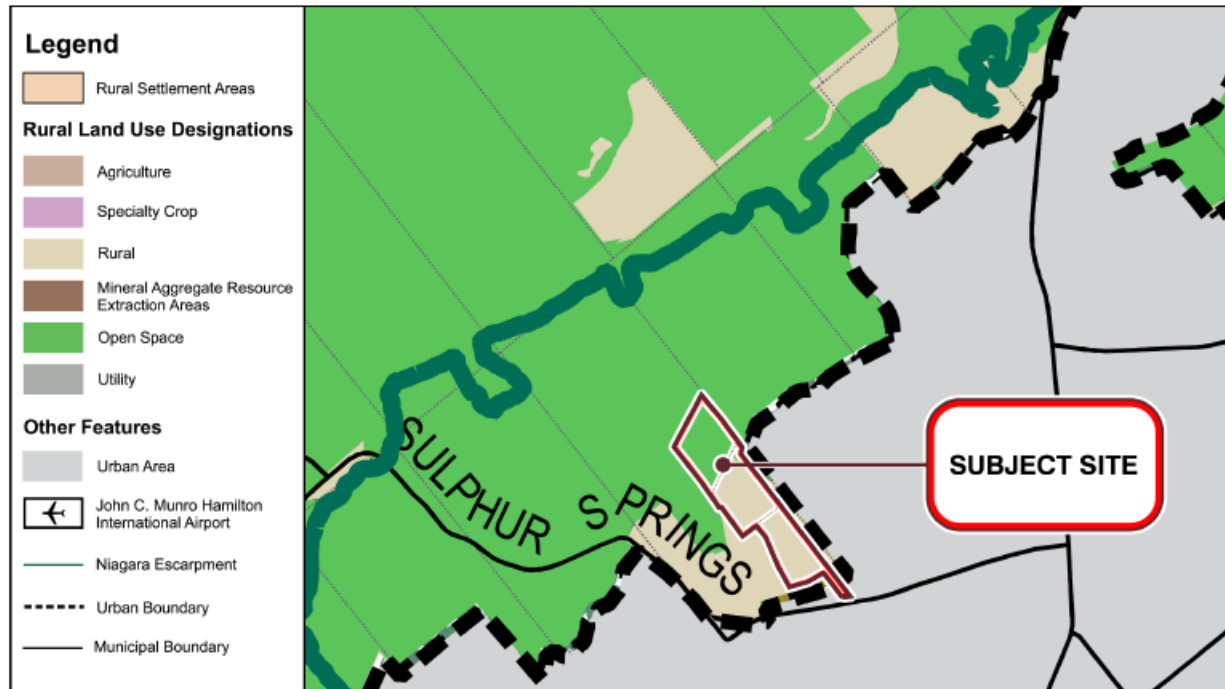 Legend
Rural Settlement Areas
Rural Land Use Designations
Agriculture
Specialty Crop
Rural
Mineral Aggregate Resource
Extraction Areas
Open Space
Utility
Other Features
Urban Area
John C. Munro Hamilton
International Airport
Niagara Escarpment
Urban Boundary
Municipal Boundary
SULPHUR SPRINGS
SUBJECT SITE